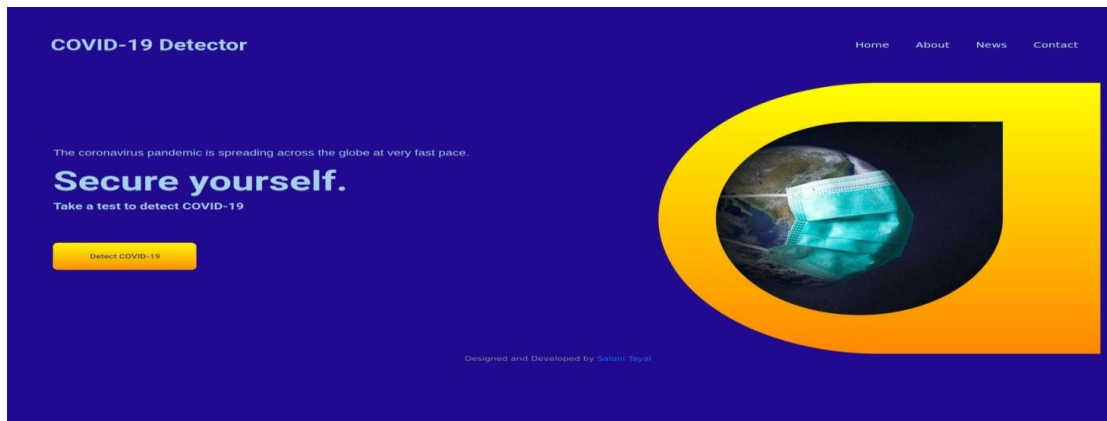 COVID-19 Detector
Home About News Contact
The coronavirus pandemic is spreading across the globe at very fast pace.
Secure yourself.
Take a test to detect COVID-19
Detect COVID-19
Designed and Developed by Saloni Tayal